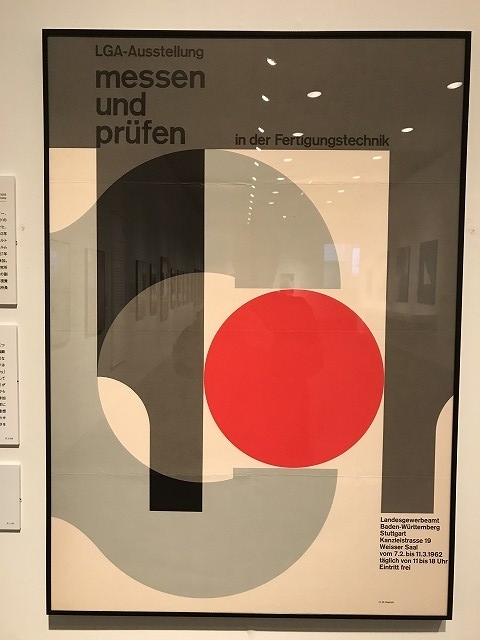 LGA-Ausstellung
messen
und
prüfen
in der Fertigungstechnik
Landesgewerbeamt
Baden-Württemberg
Stuttgart
Kanzleistrasse 19
Weisser Saal
vom 7.2. bis 11.3.1962
täglich von 11 bis 18 Uhr
Eintritt frei